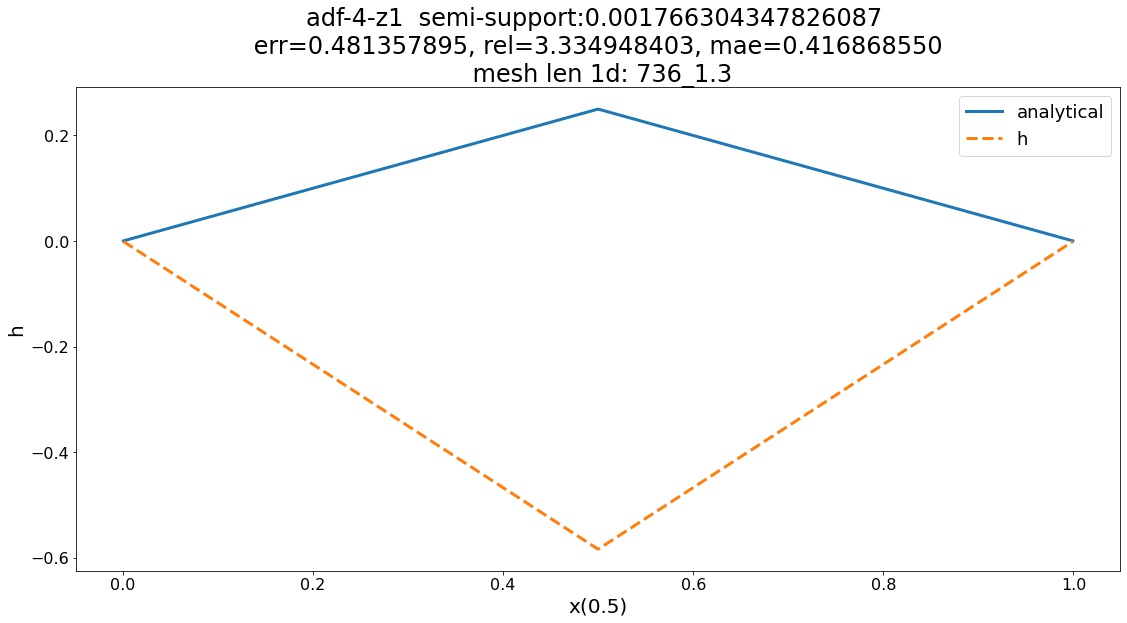 adf-4-z1  semi-support:0.001766304347826087
err=0.481357895, rel=3.334948403, mae=0.416868550
mesh len 1d: 736_1.3
analytical
h
0.2
0.0
−0.2
−0.4
−0.6
h
0.0
0.2
0.4
0.6
0.8
1.0
x(0.5)